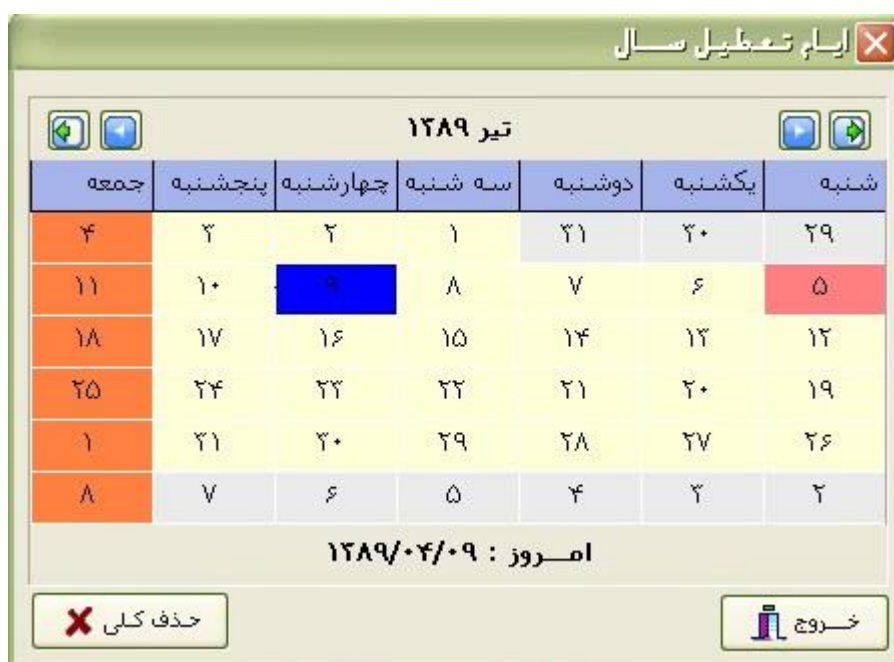 ایام تعطیل سال
تیر ۱۳۸۹
شنبه یکشنبه دوشنبه سه شنبه چهارشنبه پنجشنبه جمعه
۲۹ ۳۰ ۳۱ ۱ ۲ ۳ ۴
۵ ۶ ۷ ۸ ۹ ۱۰ ۱۱
۱۲ ۱۳ ۱۴ ۱۵ ۱۶ ۱۷ ۱۸
۱۹ ۲۰ ۲۱ ۲۲ ۲۳ ۲۴ ۲۵
۲۶ ۲۷ ۲۸ ۲۹ ۳۰ ۳۱ ۱
۲ ۳ ۴ ۵ ۶ ۷ ۸
امروز : ۱۳۸۹/۰۴/۰۹
خروج حذف کلی